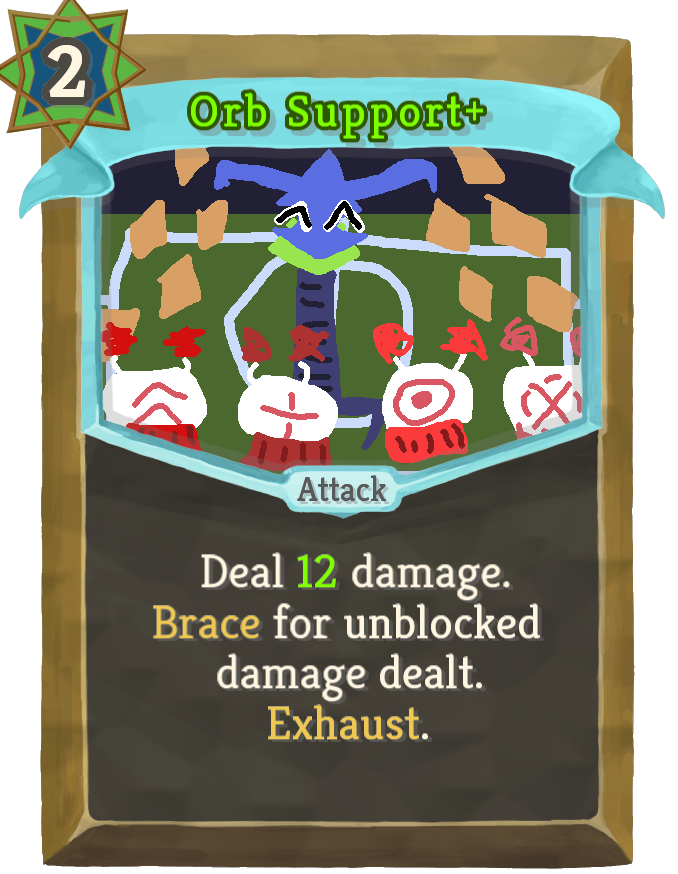 2
Orb Support+
Attack
Deal 12 damage.
Brace for unblocked
damage dealt.
Exhaust.